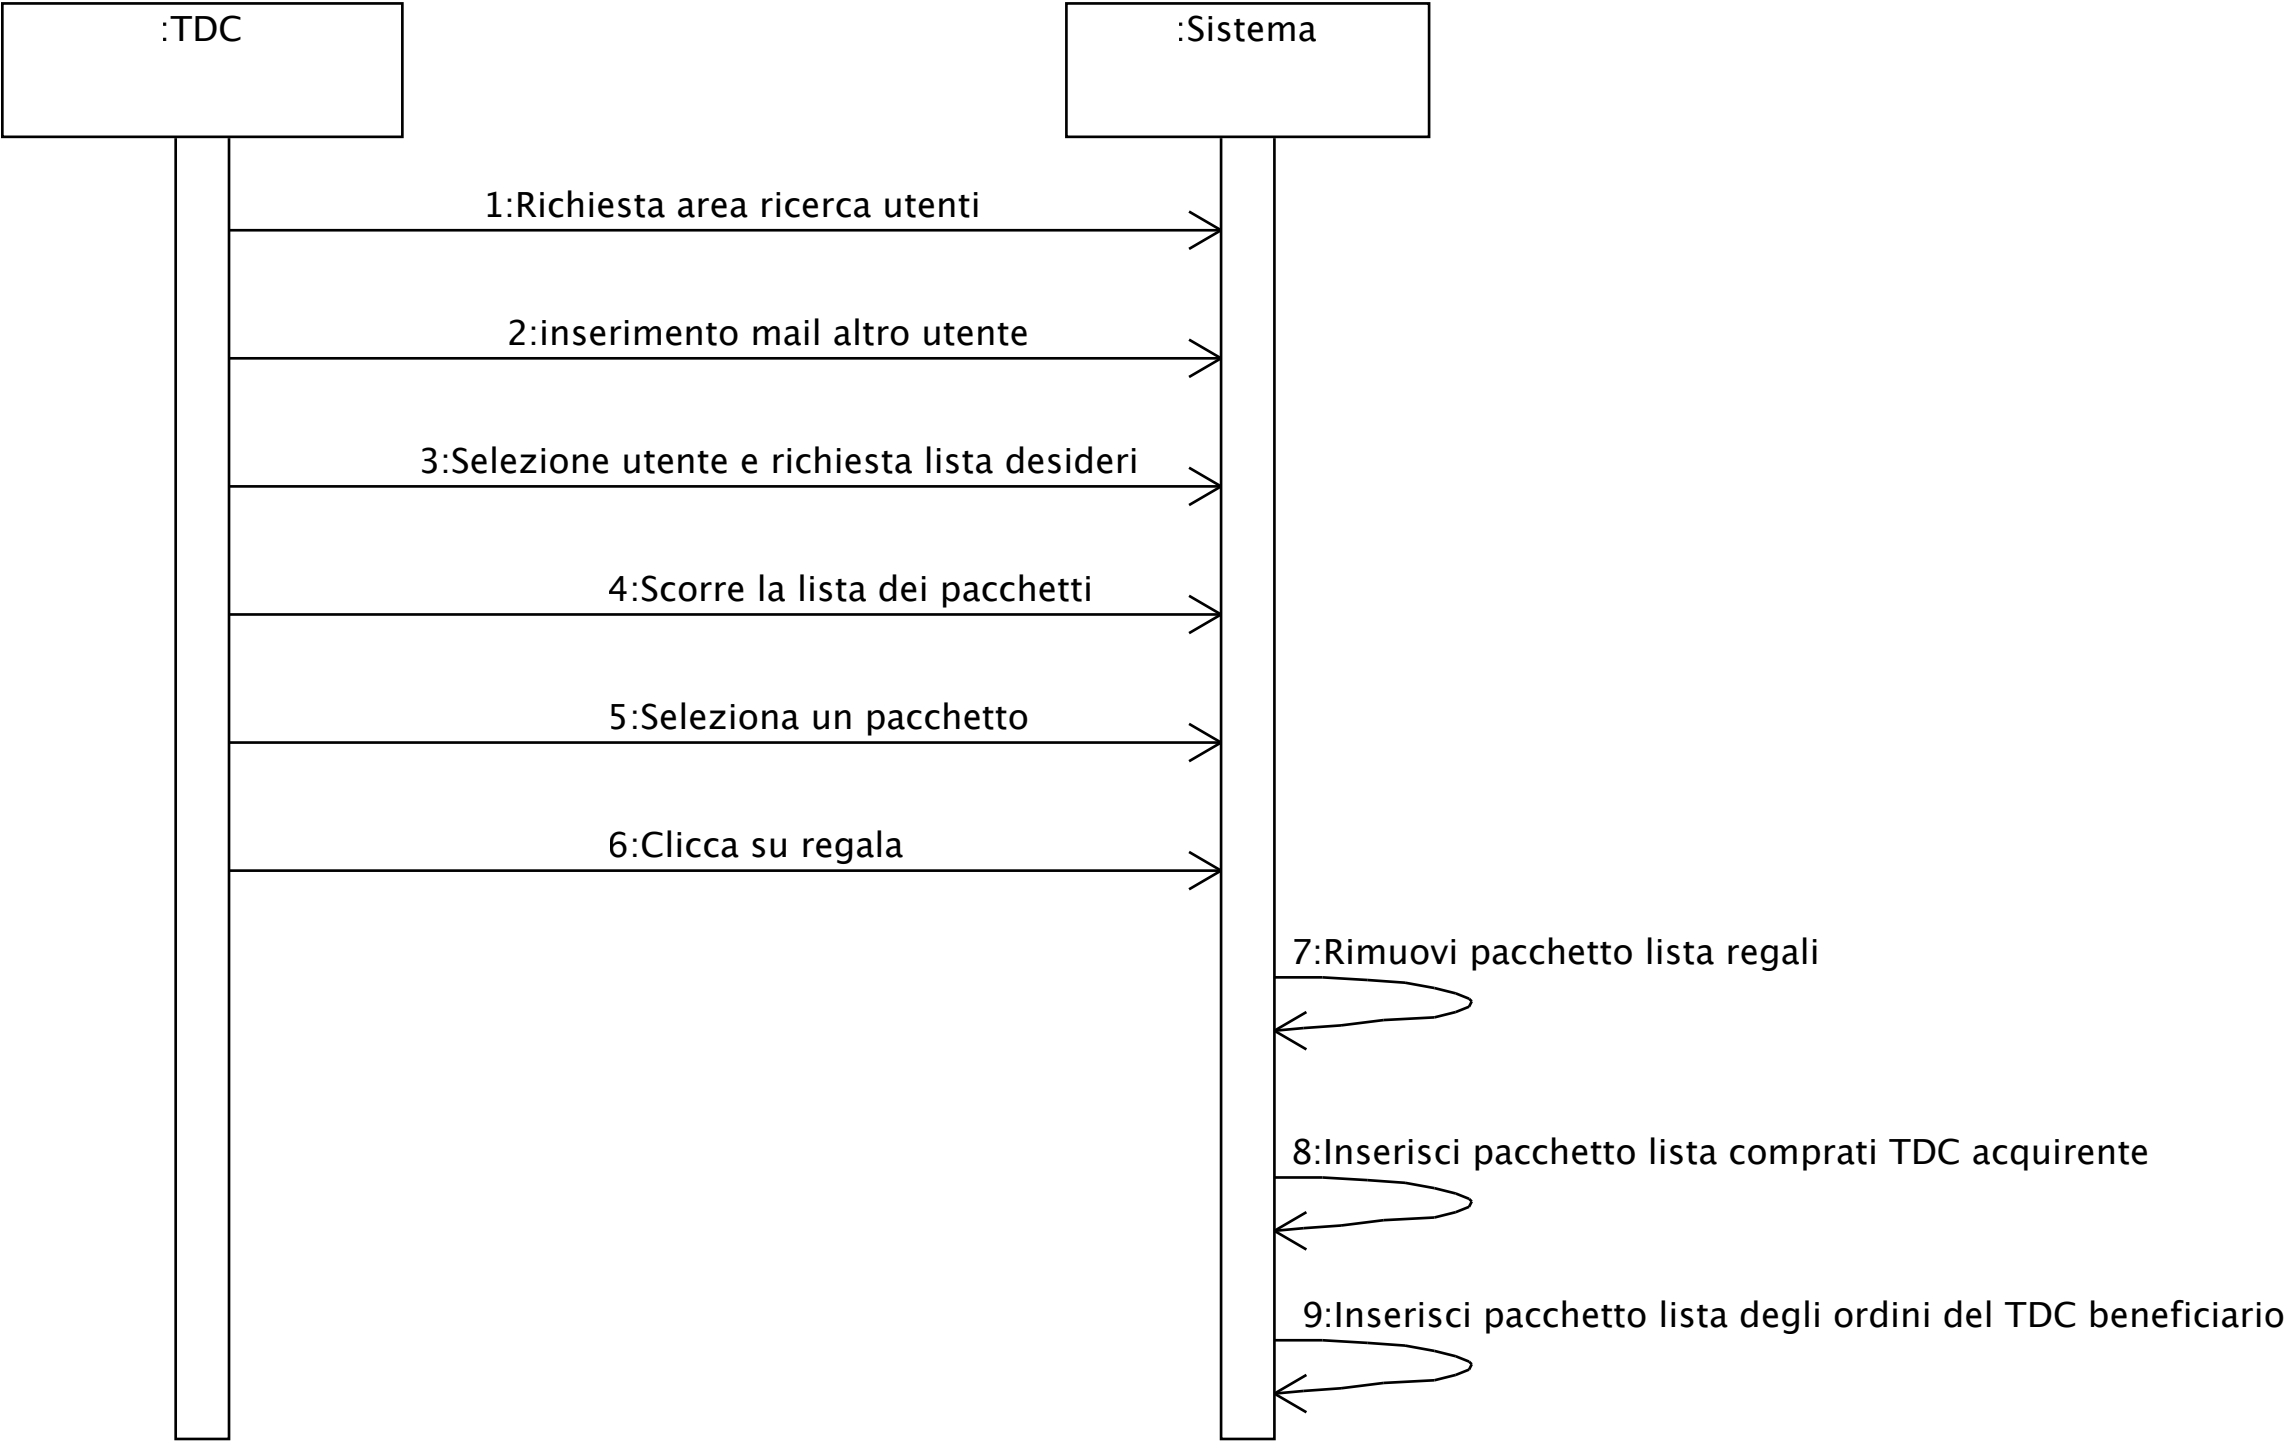 :TDC
:Sistema
1:Richiesta area ricerca utenti
2:inserimento mail altro utente
3:Selezione utente e richiesta lista desideri
4:Scorre la lista dei pacchetti
5:Seleziona un pacchetto
6:Clicca su regala
7:Rimuovi pacchetto lista regali
8:Inserisci pacchetto lista comprati TDC acquirente
9:Inserisci pacchetto lista degli ordini del TDC beneficiario